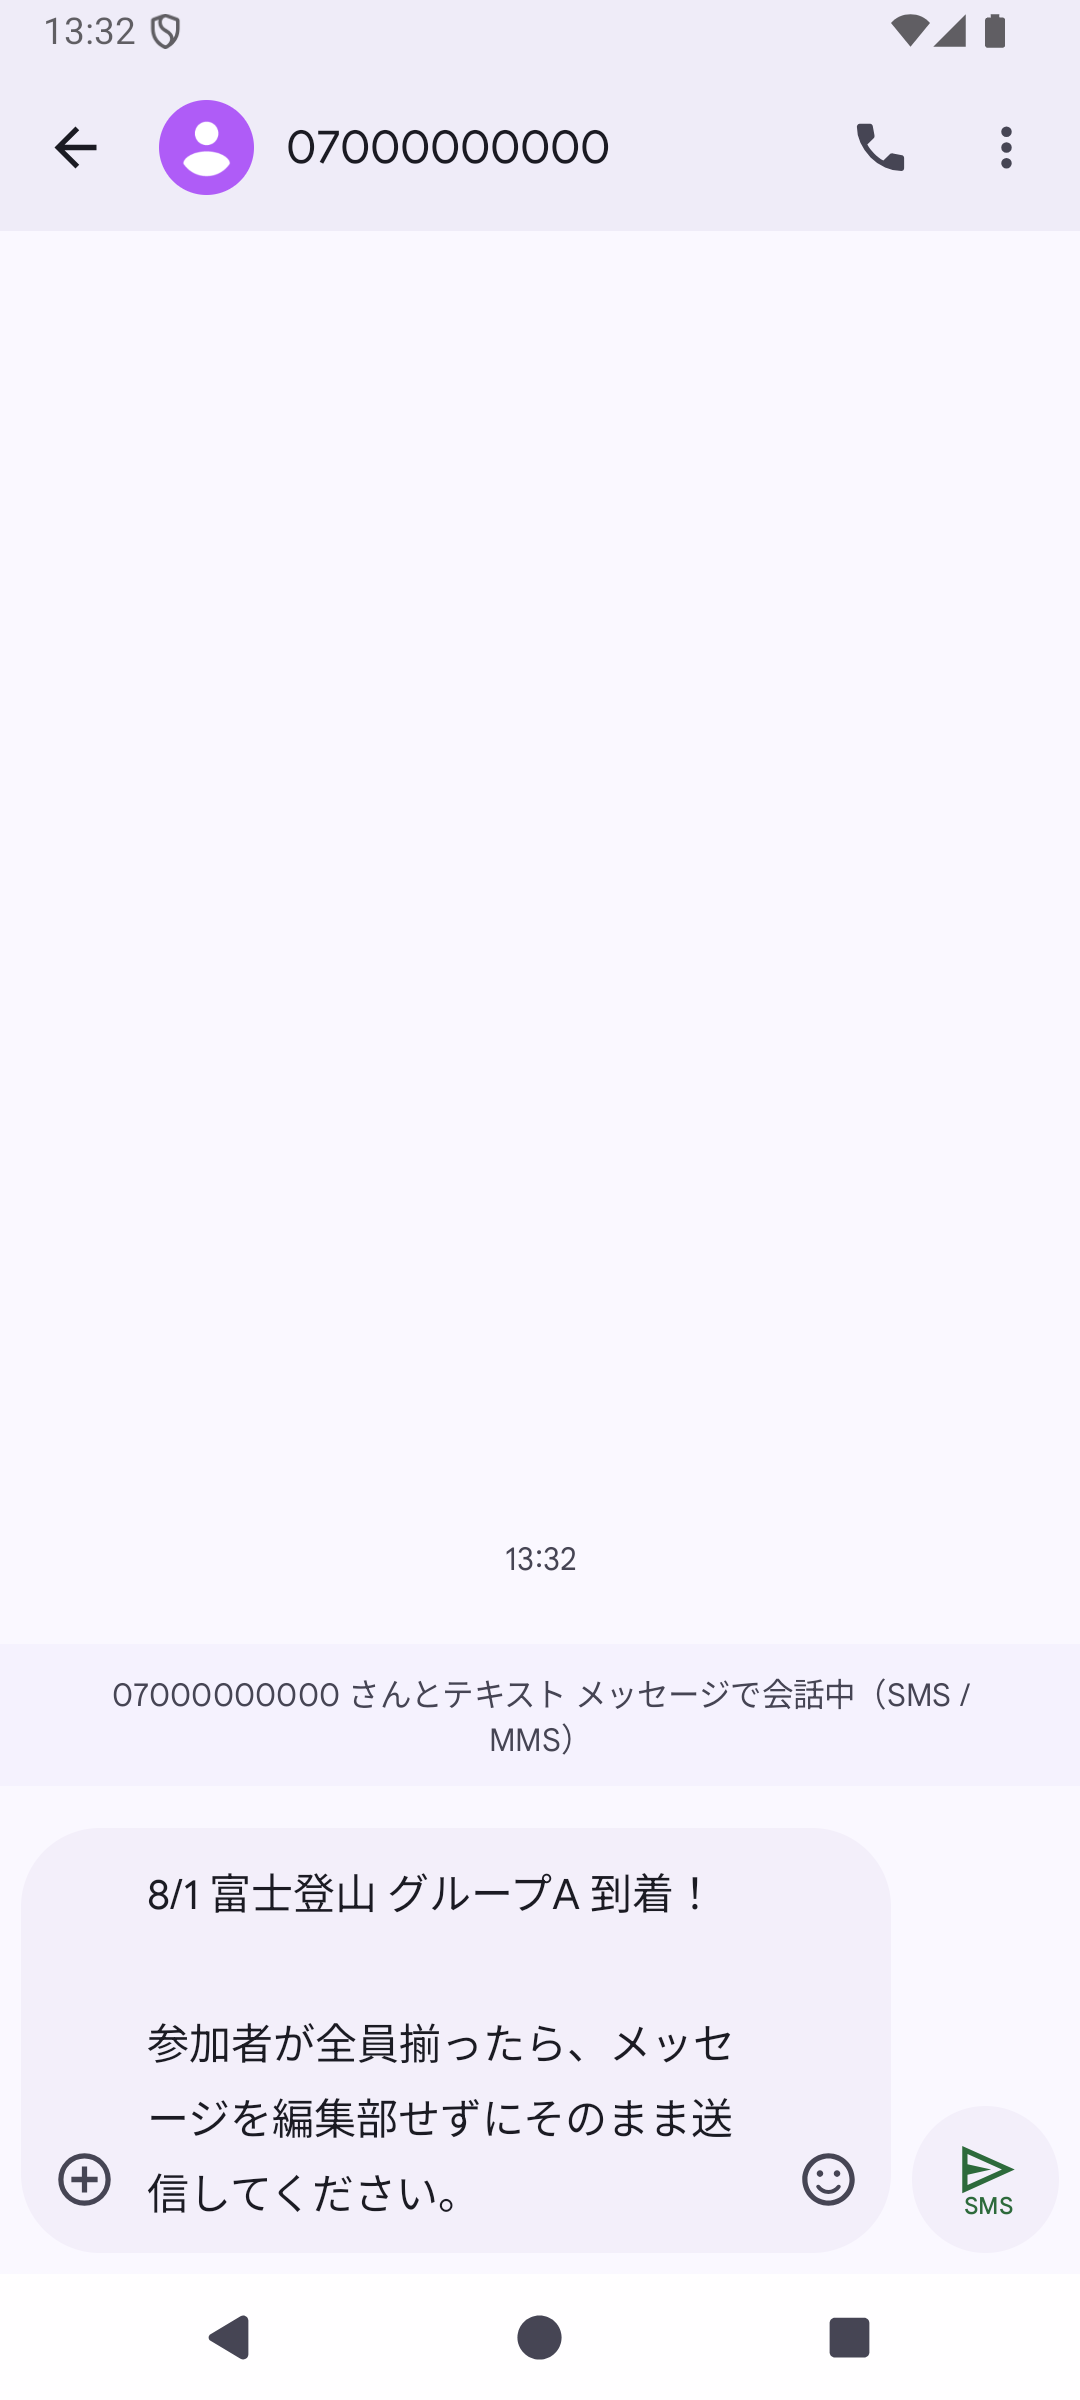 13:32
07000000000
13:32
07000000000 さんとテキスト メッセージで会話中（SMS /
MMS）
8/1 富士登山 グループA 到着！
参加者が全員揃ったら、メッセ
ージを編集部せずにそのまま送
信してください。
SMS